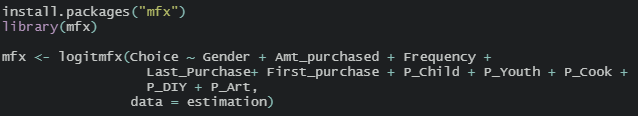 install.packages("mfx")
library(mfx)
mfx <- logitmfx(Choice ~ Gender + Amt_purchased + Frequency +
Last_Purchase+ First_purchase + P_Child + P_Youth + P_Cook +
P_DIY + P_Art,
data = estimation)